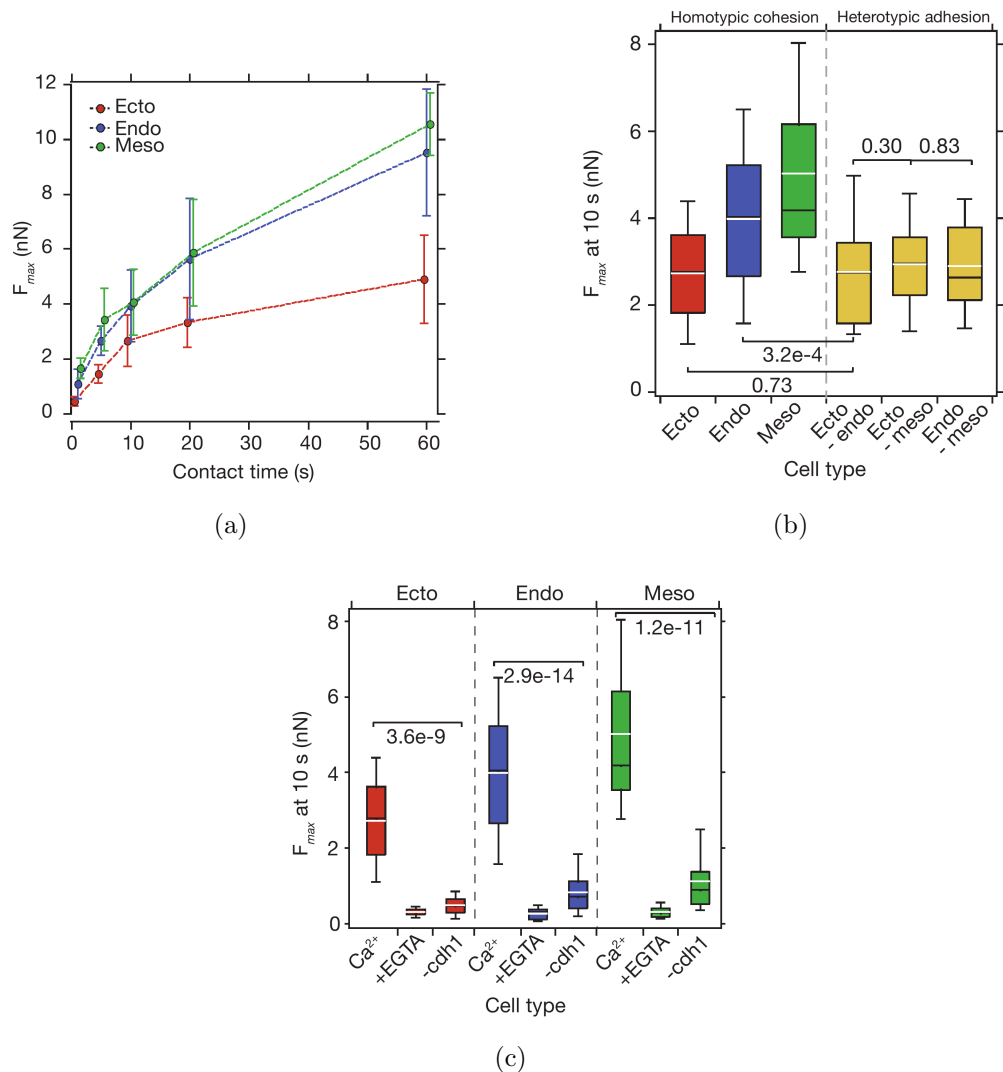 12
10
8
6
4
2
0
Ecto
Endo
Meso
F_max (nN)
0 10 20 30 40 50 60
Contact time (s)
(a)
Homotypic cohesion Heterotypic adhesion
8
6
4
2
0
F_max at 10 s (nN)
0.30 0.83
3.2e-4
0.73
Ecto Endo Meso Ecto - endo Ecto - meso Endo - meso
Cell type
(b)
Ecto Endo Meso
8
6
4
2
0
F_max at 10 s (nN)
1.2e-11
2.9e-14
3.6e-9
Ca²⁺ +EGTA -cdh1 Ca²⁺ +EGTA -cdh1 Ca²⁺ +EGTA -cdh1
Cell type
(c)